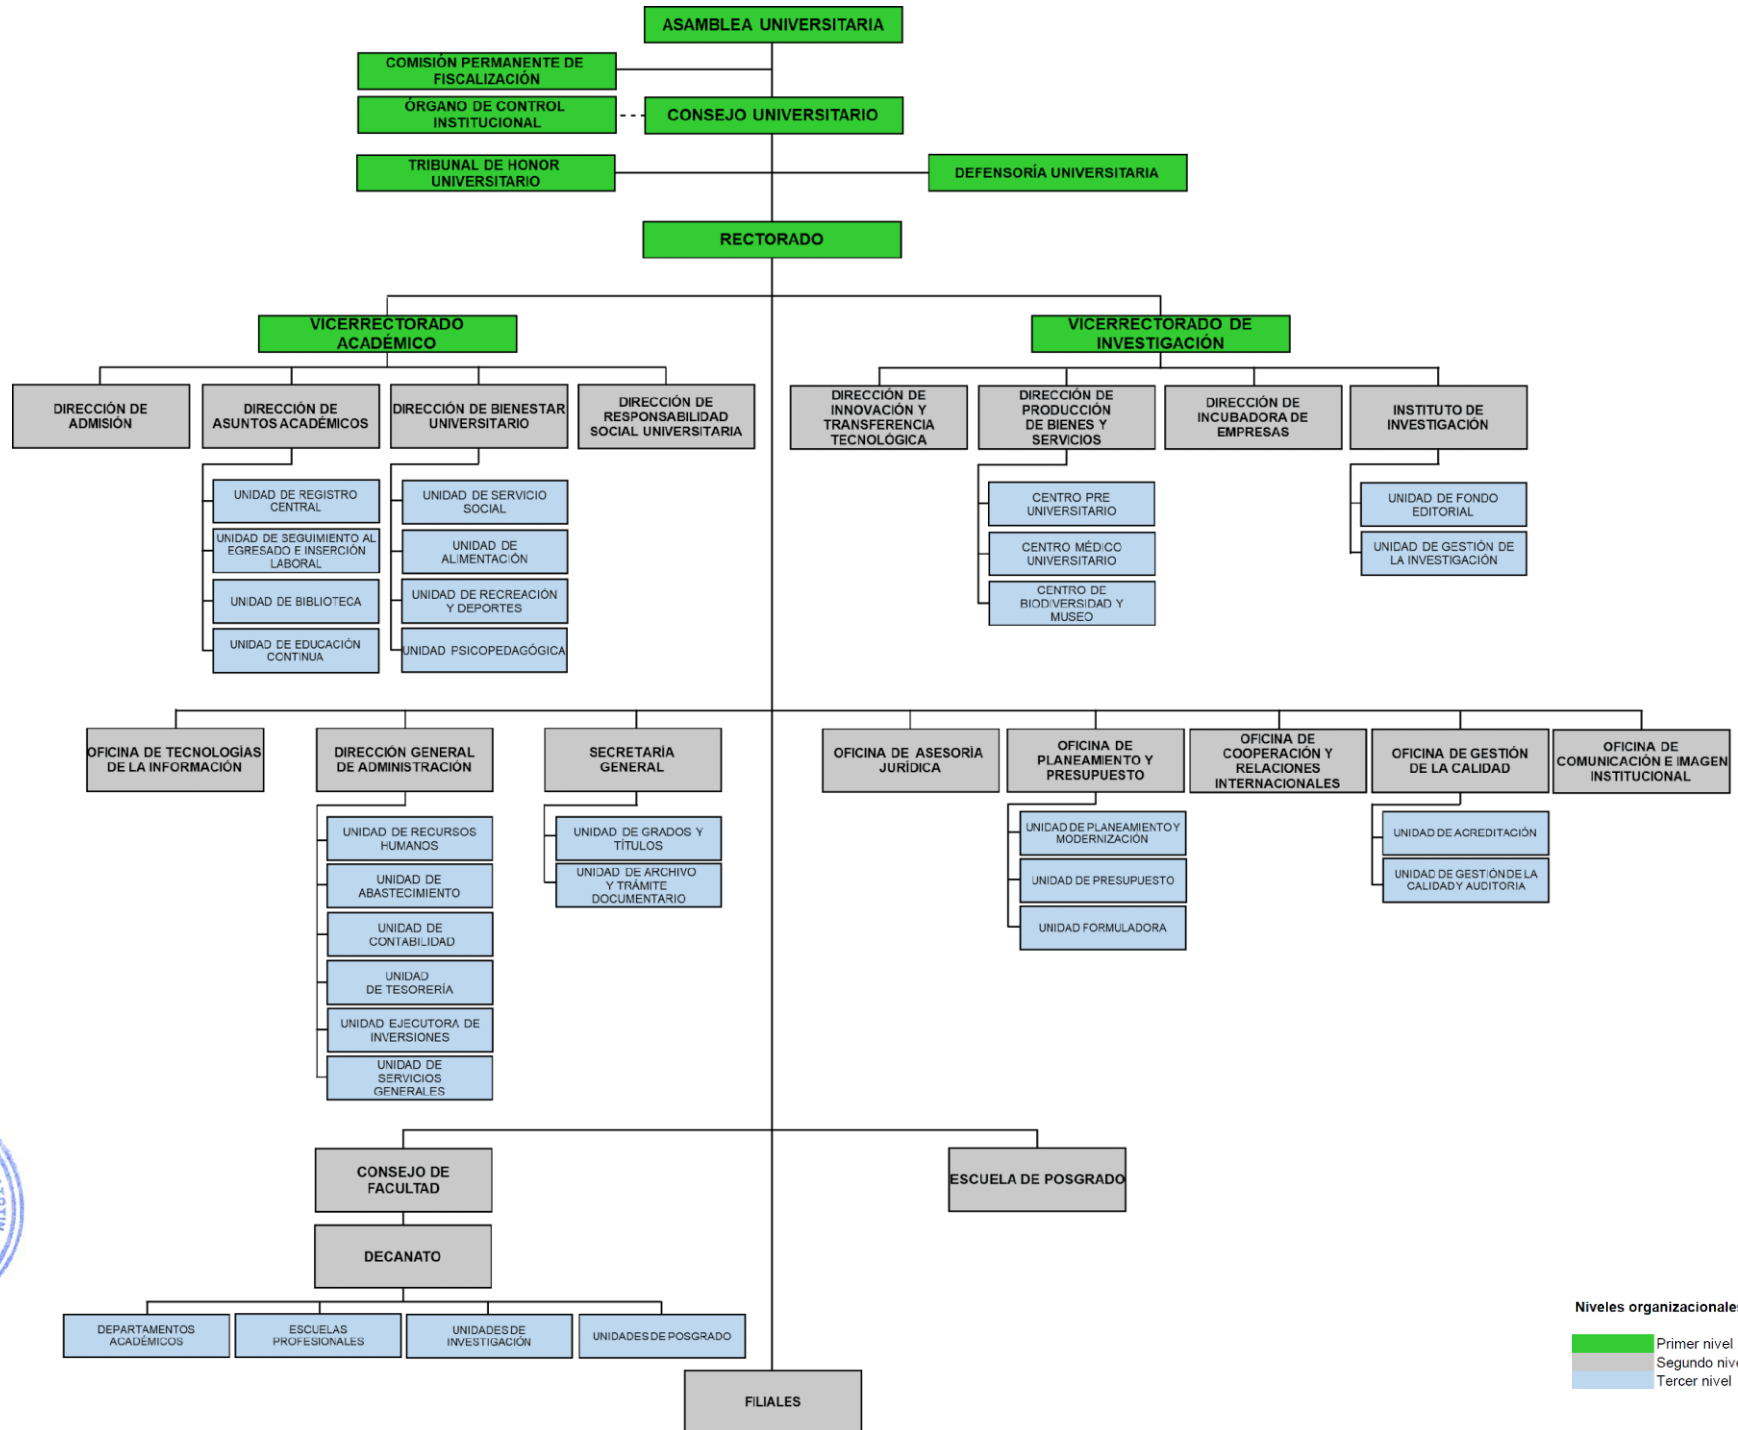 ASAMBLEA UNIVERSITARIA
COMISIÓN PERMANENTE DE
FISCALIZACIÓN
ÓRGANO DE CONTROL
INSTITUCIONAL
CONSEJO UNIVERSITARIO
TRIBUNAL DE HONOR
UNIVERSITARIO
DEFENSORÍA UNIVERSITARIA
RECTORADO
VICERRECTORADO
ACADÉMICO
VICERRECTORADO DE
INVESTIGACIÓN
DIRECCIÓN DE
ADMISIÓN
DIRECCIÓN DE
ASUNTOS ACADÉMICOS
DIRECCIÓN DE BIENESTAR
UNIVERSITARIO
DIRECCIÓN DE
RESPONSABILIDAD
SOCIAL UNIVERSITARIA
DIRECCIÓN DE
INNOVACIÓN Y
TRANSFERENCIA
TECNOLÓGICA
DIRECCIÓN DE
PRODUCCIÓN
DE BIENES Y
SERVICIOS
DIRECCIÓN DE
INCUBADORA DE
EMPRESAS
INSTITUTO DE
INVESTIGACIÓN
UNIDAD DE REGISTRO
CENTRAL
UNIDAD DE SEGUIMIENTO AL
EGRESADO E INSERCIÓN
LABORAL
UNIDAD DE BIBLIOTECA
UNIDAD DE EDUCACIÓN
CONTINUA
UNIDAD DE SERVICIO
SOCIAL
UNIDAD DE
ALIMENTACIÓN
UNIDAD DE RECREACIÓN
Y DEPORTES
UNIDAD PSICOPEDAGÓGICA
CENTRO PRE
UNIVERSITARIO
CENTRO MÉDICO
UNIVERSITARIO
CENTRO DE
BIODIVERSIDAD Y
MUSEO
UNIDAD DE FONDO
EDITORIAL
UNIDAD DE GESTIÓN DE
LA INVESTIGACIÓN
OFICINA DE TECNOLOGÍAS
DE LA INFORMACIÓN
DIRECCIÓN GENERAL
DE ADMINISTRACIÓN
SECRETARÍA
GENERAL
OFICINA DE ASESORÍA
JURÍDICA
OFICINA DE
PLANEAMIENTO Y
PRESUPUESTO
OFICINA DE
COOPERACIÓN Y
RELACIONES
INTERNACIONALES
OFICINA DE GESTIÓN
DE LA CALIDAD
OFICINA DE
COMUNICACIÓN E IMAGEN
INSTITUCIONAL
UNIDAD DE RECURSOS
HUMANOS
UNIDAD DE
ABASTECIMIENTO
UNIDAD DE
CONTABILIDAD
UNIDAD
DE TESORERÍA
UNIDAD EJECUTORA DE
INVERSIONES
UNIDAD DE
SERVICIOS
GENERALES
UNIDAD DE GRADOS Y
TÍTULOS
UNIDAD DE ARCHIVO
Y TRÁMITE
DOCUMENTARIO
UNIDAD DE PLANEAMIENTO Y
MODERNIZACIÓN
UNIDAD DE PRESUPUESTO
UNIDAD FORMULADORA
UNIDAD DE ACREDITACIÓN
UNIDAD DE GESTIÓN DE LA
CALIDAD Y AUDITORIA
CONSEJO DE
FACULTAD
ESCUELA DE POSGRADO
DECANATO
DEPARTAMENTOS
ACADÉMICOS
ESCUELAS
PROFESIONALES
UNIDADES DE
INVESTIGACIÓN
UNIDADES DE POSGRADO
FILIALES
Niveles organizacionales
Primer nivel
Segundo nive
Tercer nivel